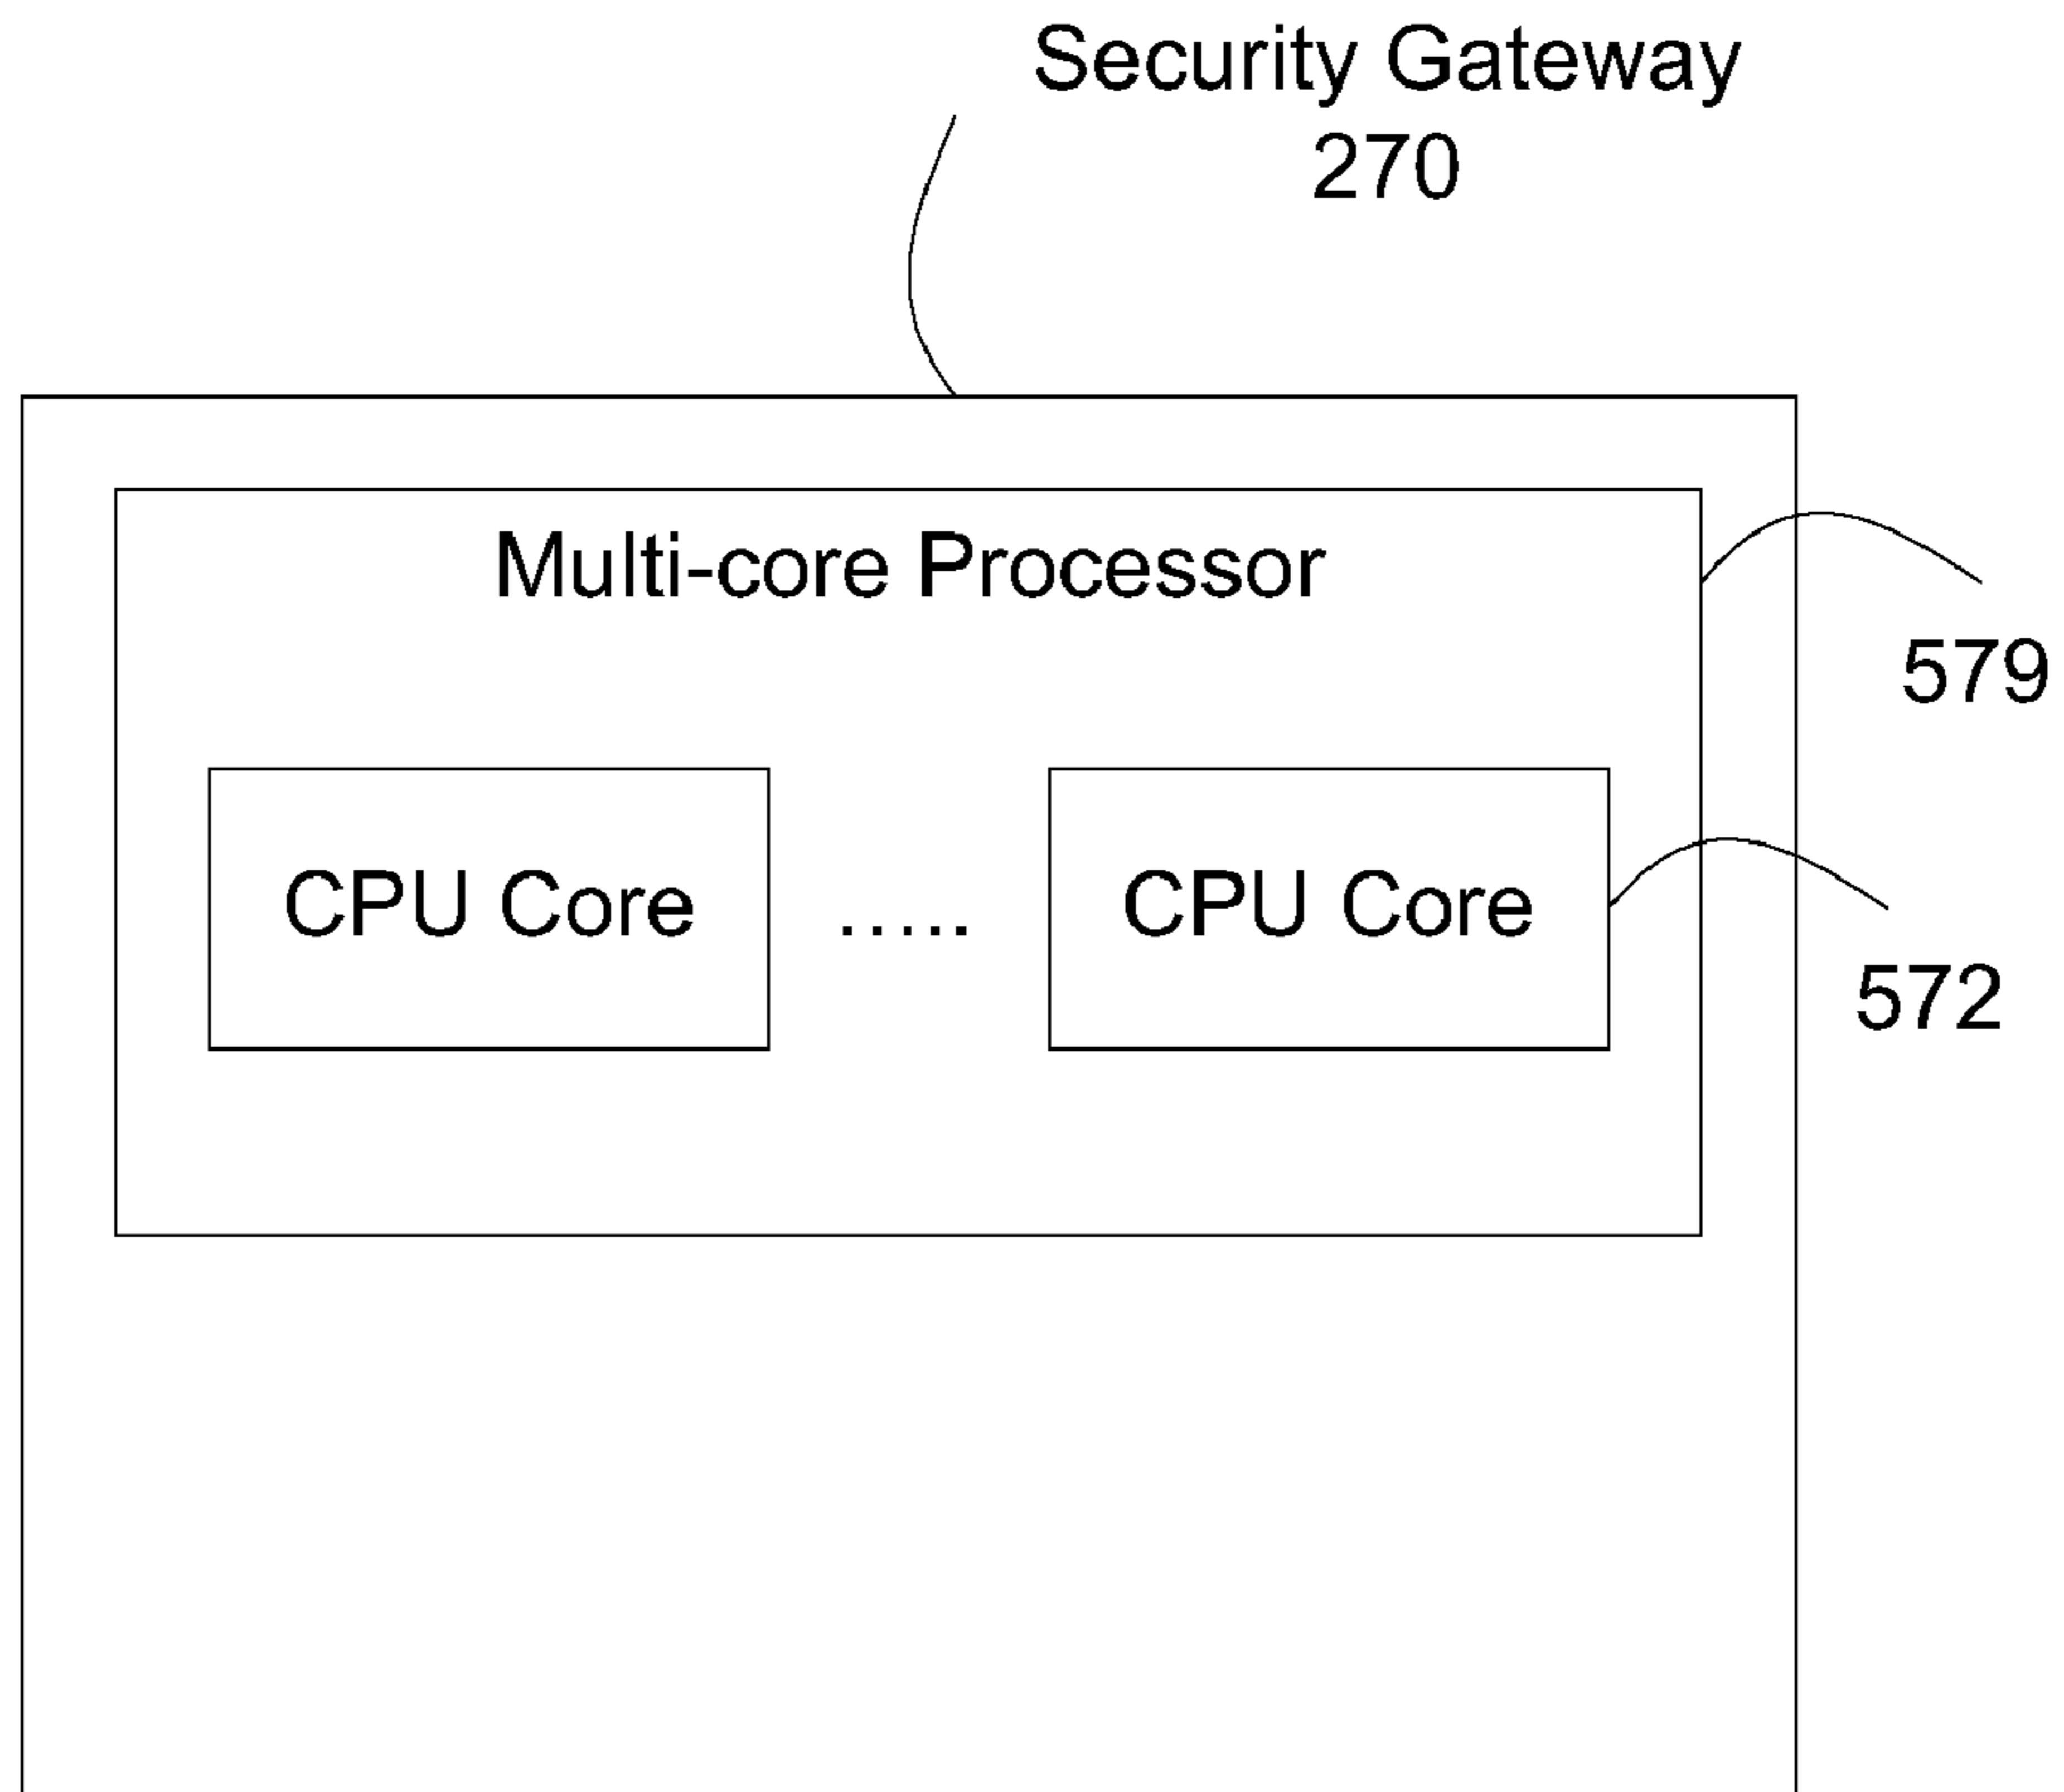 Security Gateway
270
Multi-core Processor
579
CPU Core ..... CPU Core
572